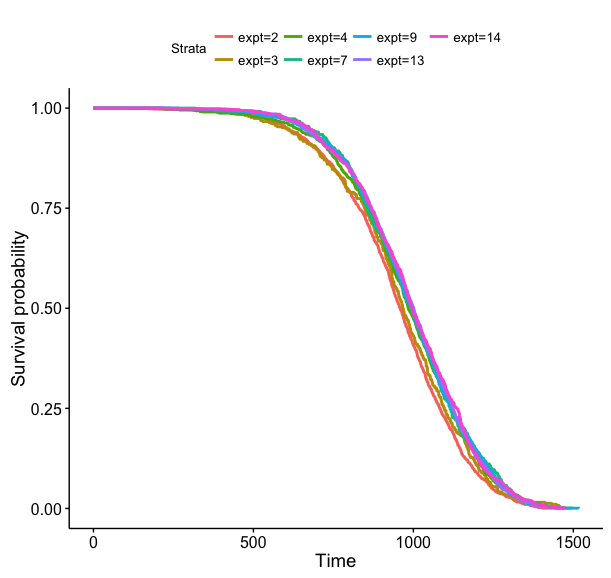 Strata
expt=2 expt=4 expt=9 expt=14
expt=3 expt=7 expt=13
Survival probability
1.00
0.75
0.50
0.25
0.00
0 500 1000 1500
Time